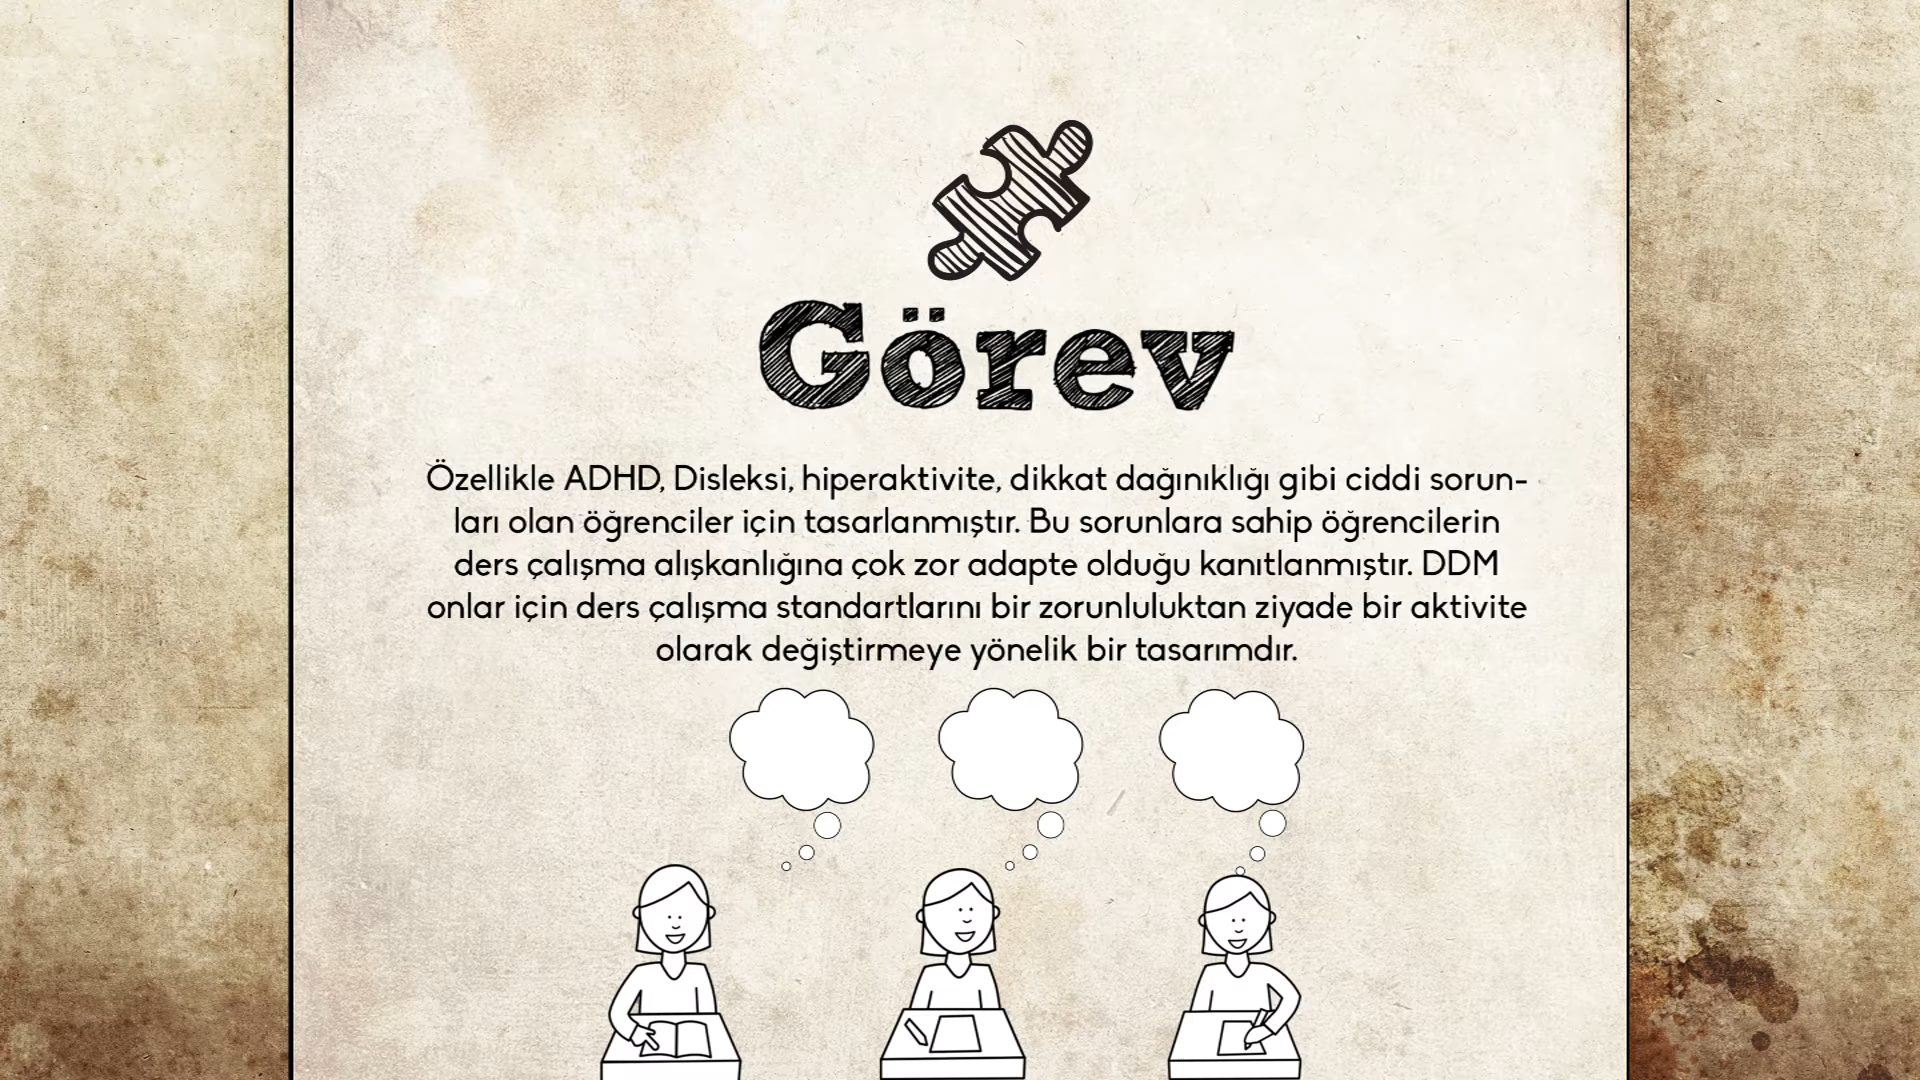 Görev
Özellikle ADHD, Disleksi, hiperaktivite, dikkat dağınıklığı gibi ciddi sorun-
ları olan öğrenciler için tasarlanmıştır. Bu sorunlara sahip öğrencilerin
ders çalışma alışkanlığına çok zor adapte olduğu kanıtlanmıştır. DDM
onlar için ders çalışma standartlarını bir zorunluluktan ziyade bir aktivite
olarak değiştirmeye yönelik bir tasarımdır.